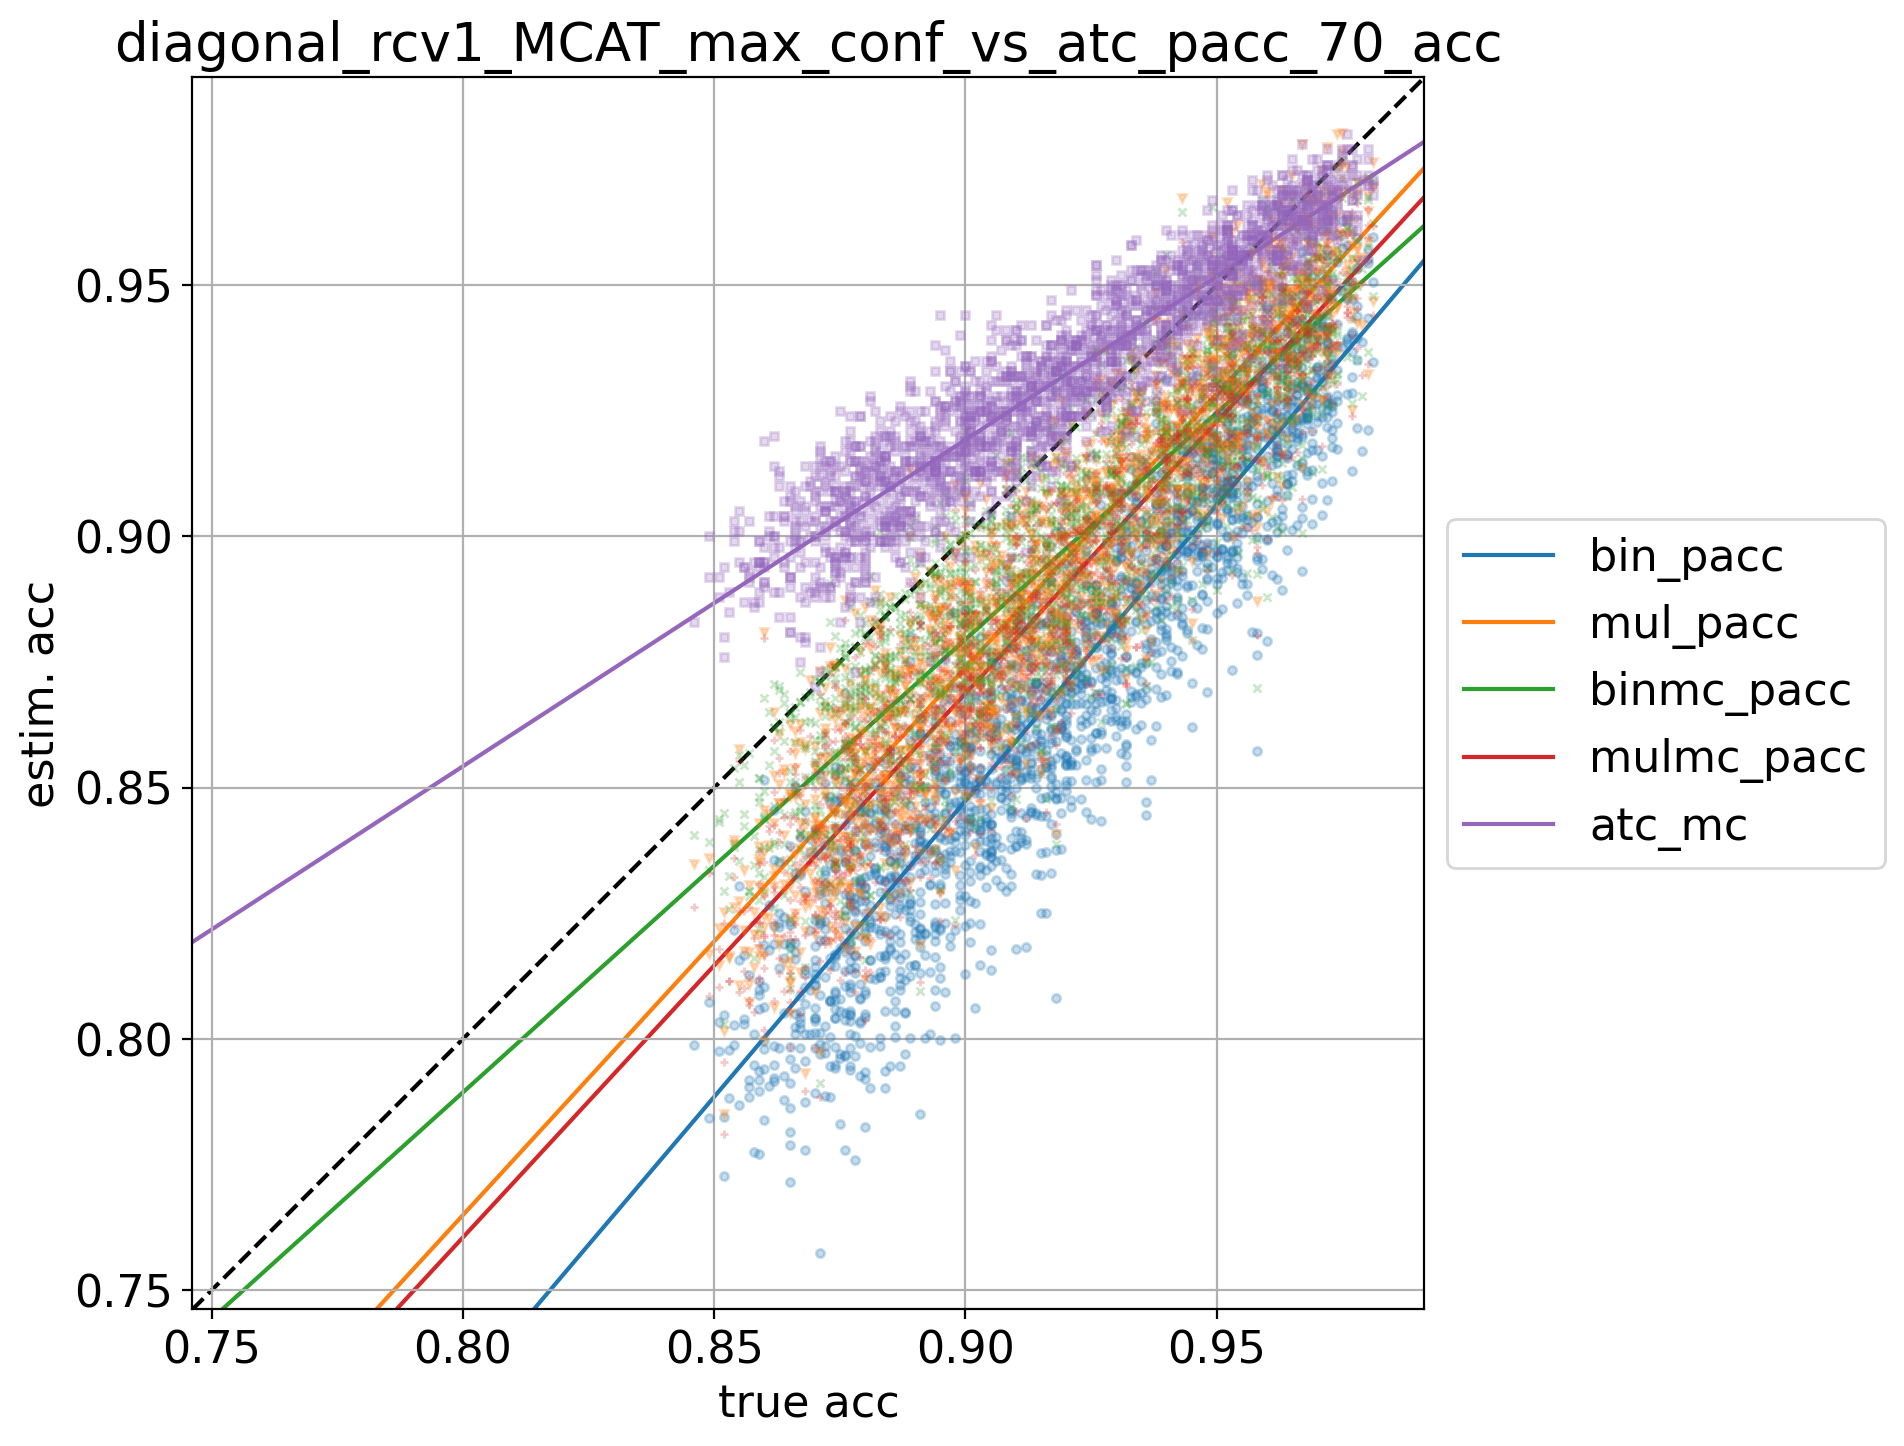 diagonal_rcv1_MCAT_max_conf_vs_atc_pacc_70_acc
estim. acc
0.95
0.90
0.85
0.80
0.75
0.75 0.80 0.85 0.90 0.95
true acc
bin_pacc
mul_pacc
binmc_pacc
mulmc_pacc
atc_mc